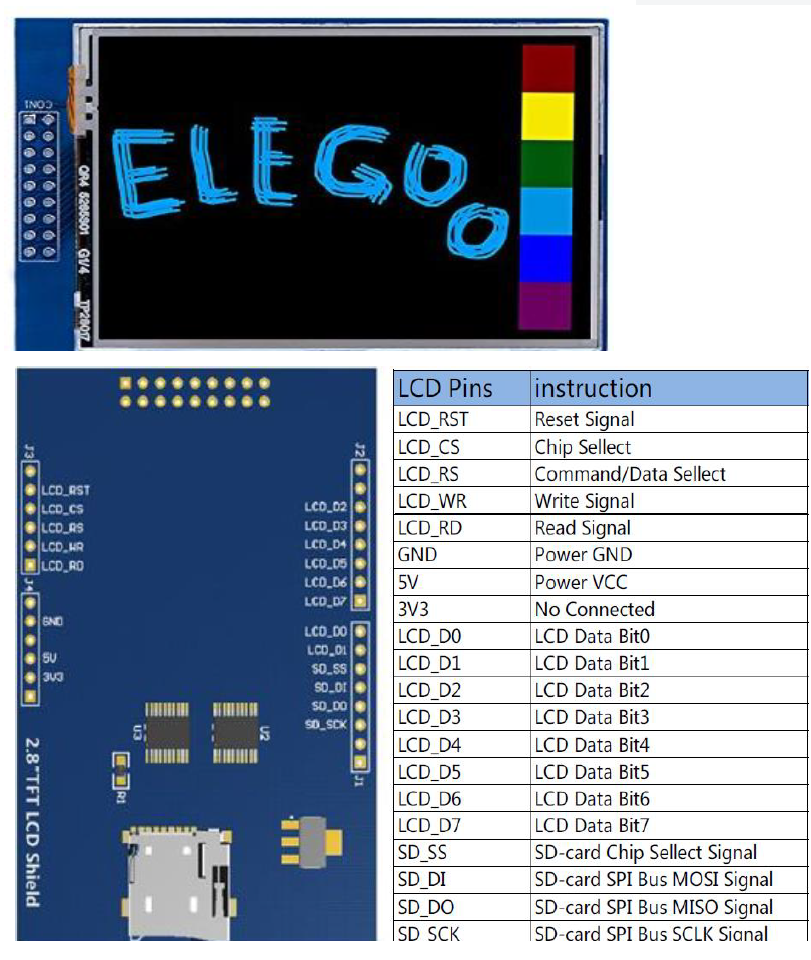 CON1
CR4 5265S01 G1/4 TP28017
ELEGOO
J3
LCD_RST
LCD_CS
LCD_RS
LCD_WR
LCD_RD
J4
GND
5V
3V3
J2
LCD_D2
LCD_D3
LCD_D4
LCD_D5
LCD_D6
LCD_D7
LCD_D0
LCD_D1
SD_SS
SD_DI
SD_DO
SD_SCK
J1
U3
U2
R1
2.8"TFT LCD Shield
LCD Pins instruction
LCD_RST Reset Signal
LCD_CS Chip Sellect
LCD_RS Command/Data Sellect
LCD_WR Write Signal
LCD_RD Read Signal
GND Power GND
5V Power VCC
3V3 No Connected
LCD_D0 LCD Data Bit0
LCD_D1 LCD Data Bit1
LCD_D2 LCD Data Bit2
LCD_D3 LCD Data Bit3
LCD_D4 LCD Data Bit4
LCD_D5 LCD Data Bit5
LCD_D6 LCD Data Bit6
LCD_D7 LCD Data Bit7
SD_SS SD-card Chip Sellect Signal
SD_DI SD-card SPI Bus MOSI Signal
SD_DO SD-card SPI Bus MISO Signal
SD_SCK SD-card SPI Bus SCLK Signal